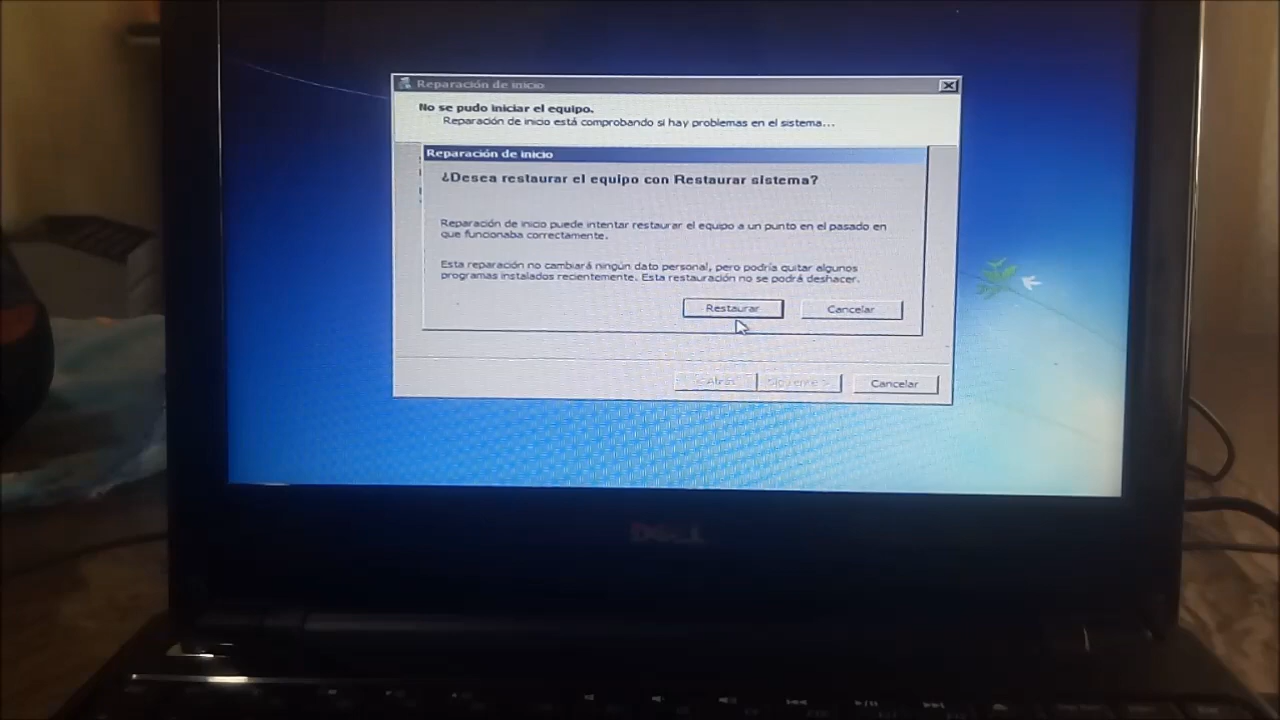 Reparación de inicio
No se pudo iniciar el equipo.
Reparación de inicio está comprobando si hay problemas en el sistema...
Reparación de inicio
¿Desea restaurar el equipo con Restaurar sistema?
Reparación de inicio puede intentar restaurar el equipo a un punto en el pasado en
que funcionaba correctamente.
Esta reparación no cambiará ningún dato personal, pero podría quitar algunos
programas instalados recientemente. Esta restauración no se podrá deshacer.
Restaurar Cancelar
< Atrás Siguiente > Cancelar
DELL